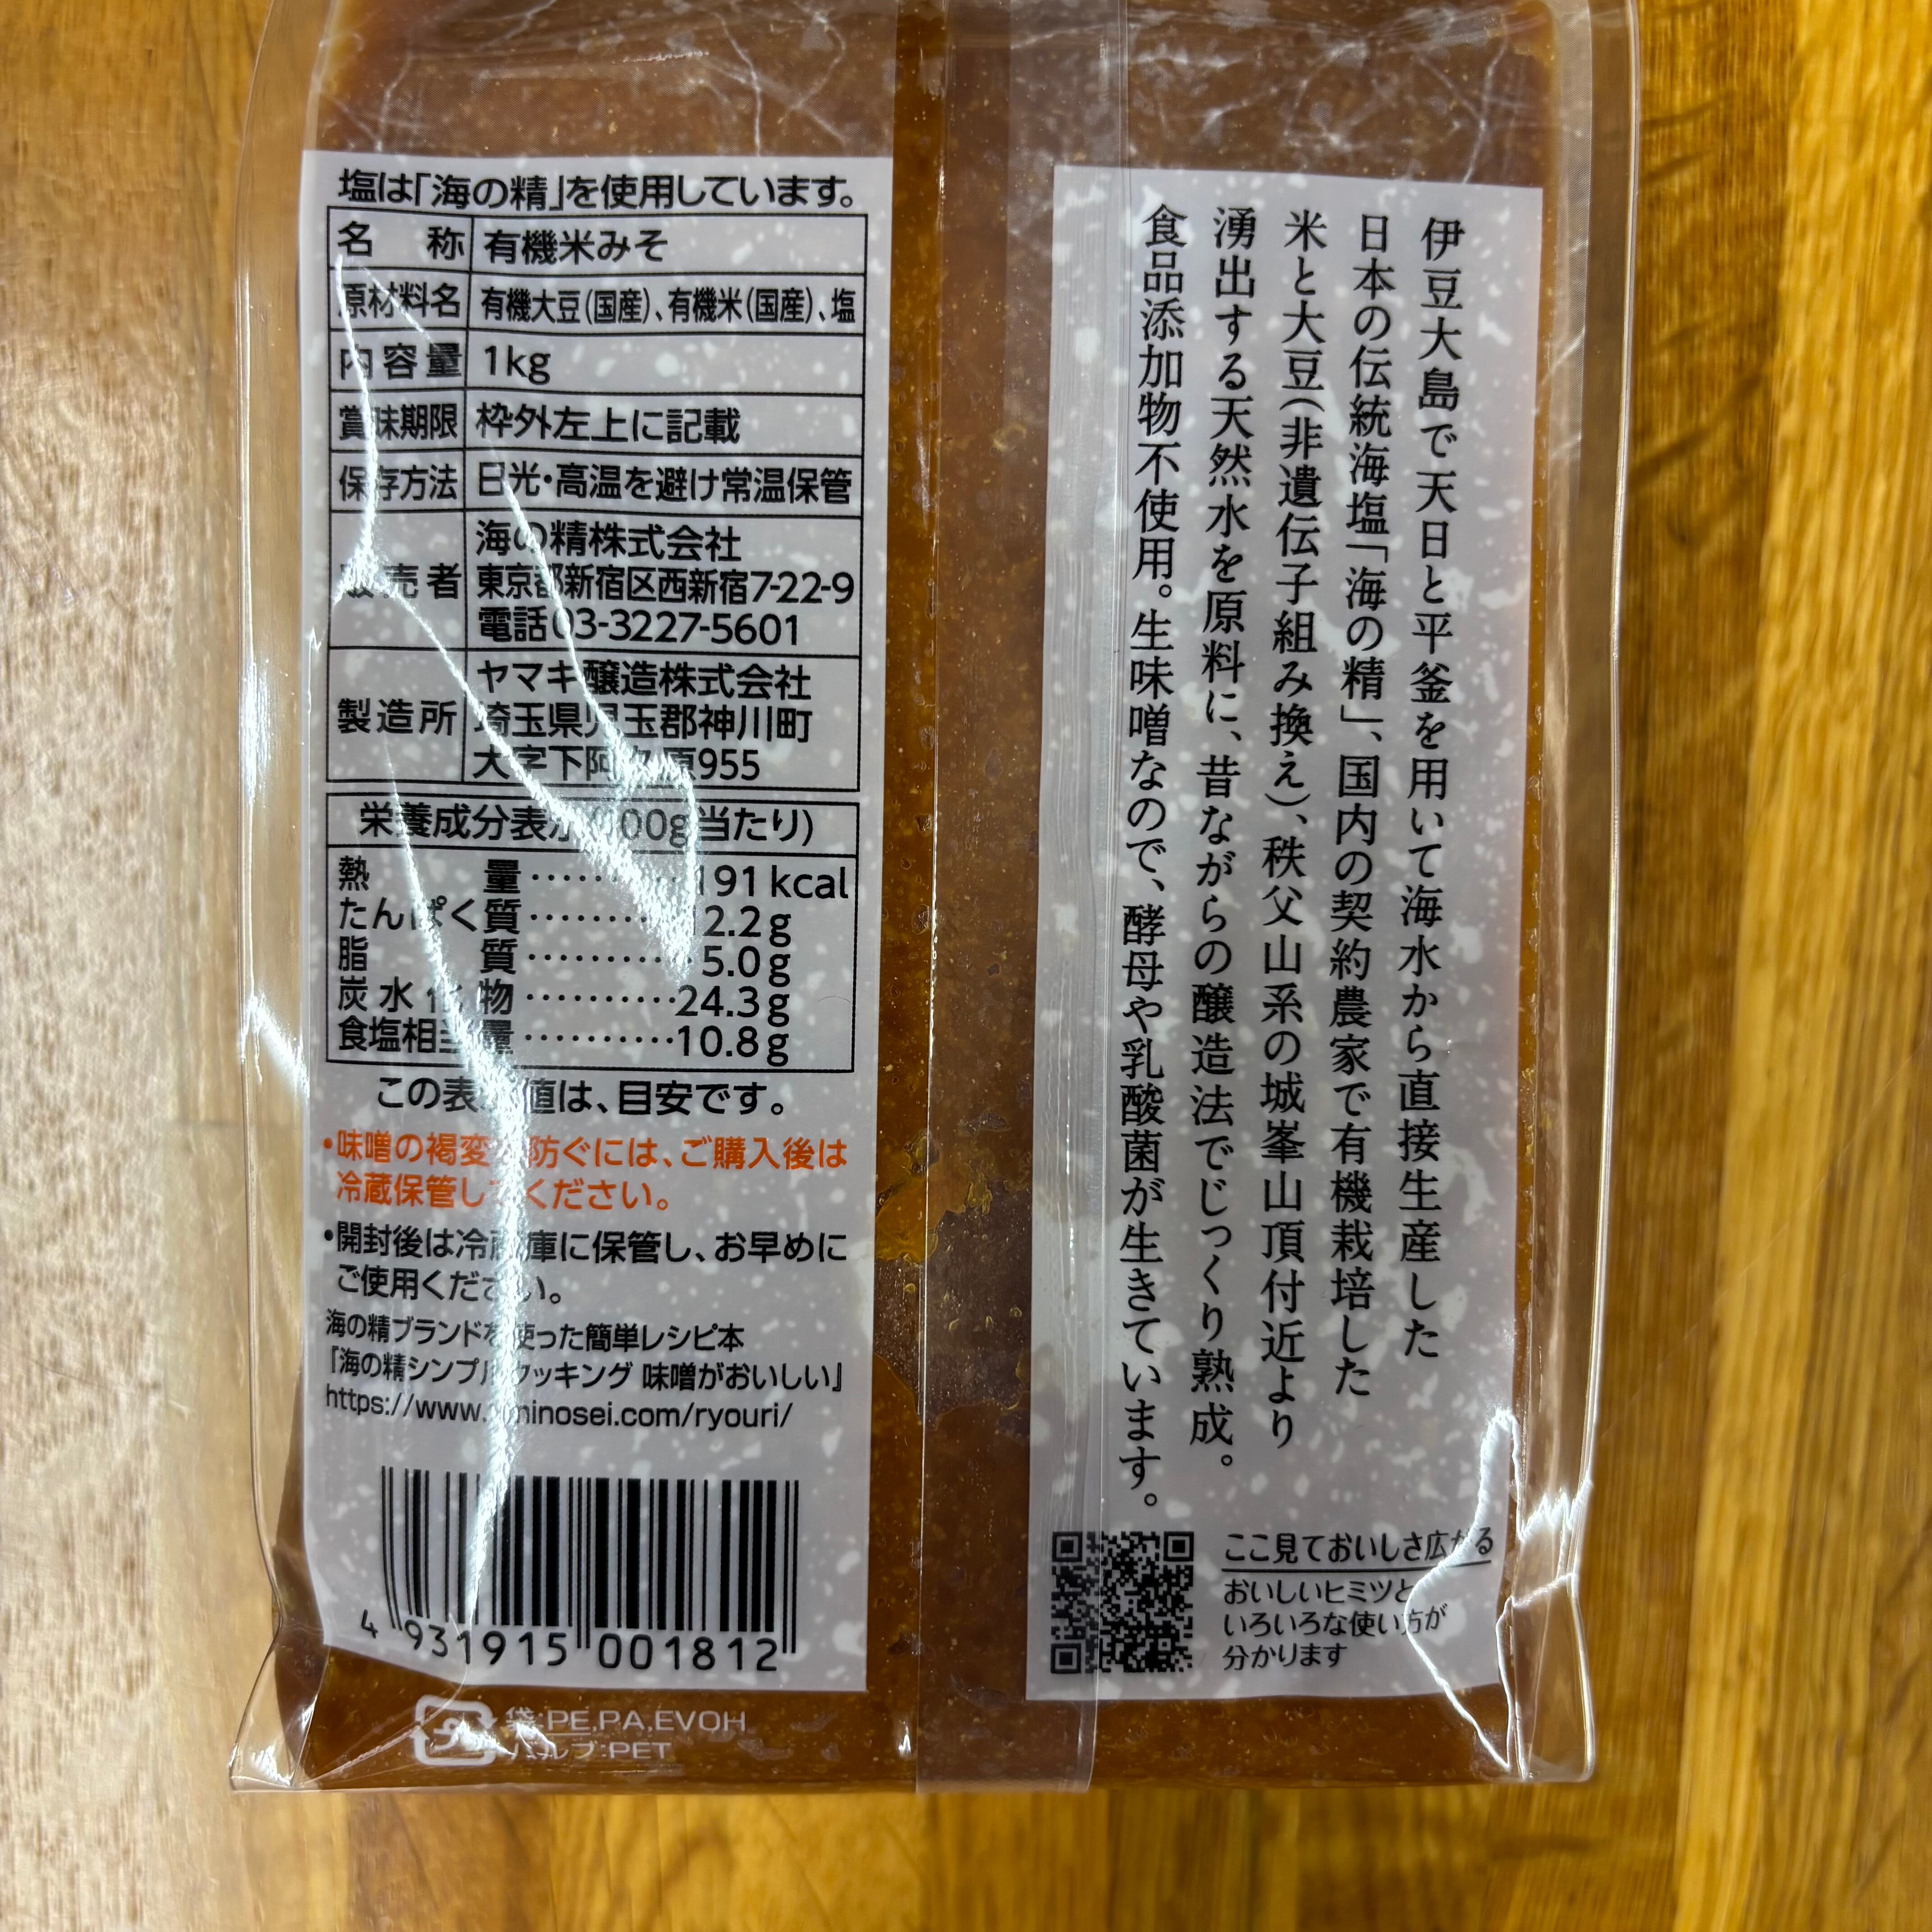 塩は「海の精」を使用しています。
名称 有機米みそ
原材料名 有機大豆(国産)、有機米(国産)、塩
内容量 1kg
賞味期限 枠外左上に記載
保存方法 日光・高温を避け常温保管
販売者 海の精株式会社
東京都新宿区西新宿7-22-9
電話03-3227-5601
製造所 ヤマキ醸造株式会社
埼玉県児玉郡神川町
大字下阿久原955
栄養成分表示(100g当たり)
熱量……191kcal
たんぱく質……2.2g
脂質……5.0g
炭水化物……24.3g
食塩相当量……10.8g
この表示値は、目安です。
・味噌の褐変を防ぐには、ご購入後は
冷蔵保管してください。
・開封後は冷蔵庫に保管し、お早めに
ご使用ください。
海の精ブランドを使った簡単レシピ本
『海の精シンプルクッキング 味噌がおいしい』
https://www.uminosei.com/ryouri/
4 931915 001812
袋:PE,PA,EVOH
バルブ:PET
伊豆大島で天日と平釜を用いて海水から直接生産した
日本の伝統海塩「海の精」、国内の契約農家で有機栽培した
米と大豆(非遺伝子組み換え)、秩父山系の城峯山頂付近より
湧出する天然水を原料に、昔ながらの醸造法でじっくり熟成。
食品添加物不使用。生味噌なので、酵母や乳酸菌が生きています。
ここ見ておいしさ広がる
おいしいヒミツと
いろいろな使い方が
分かります